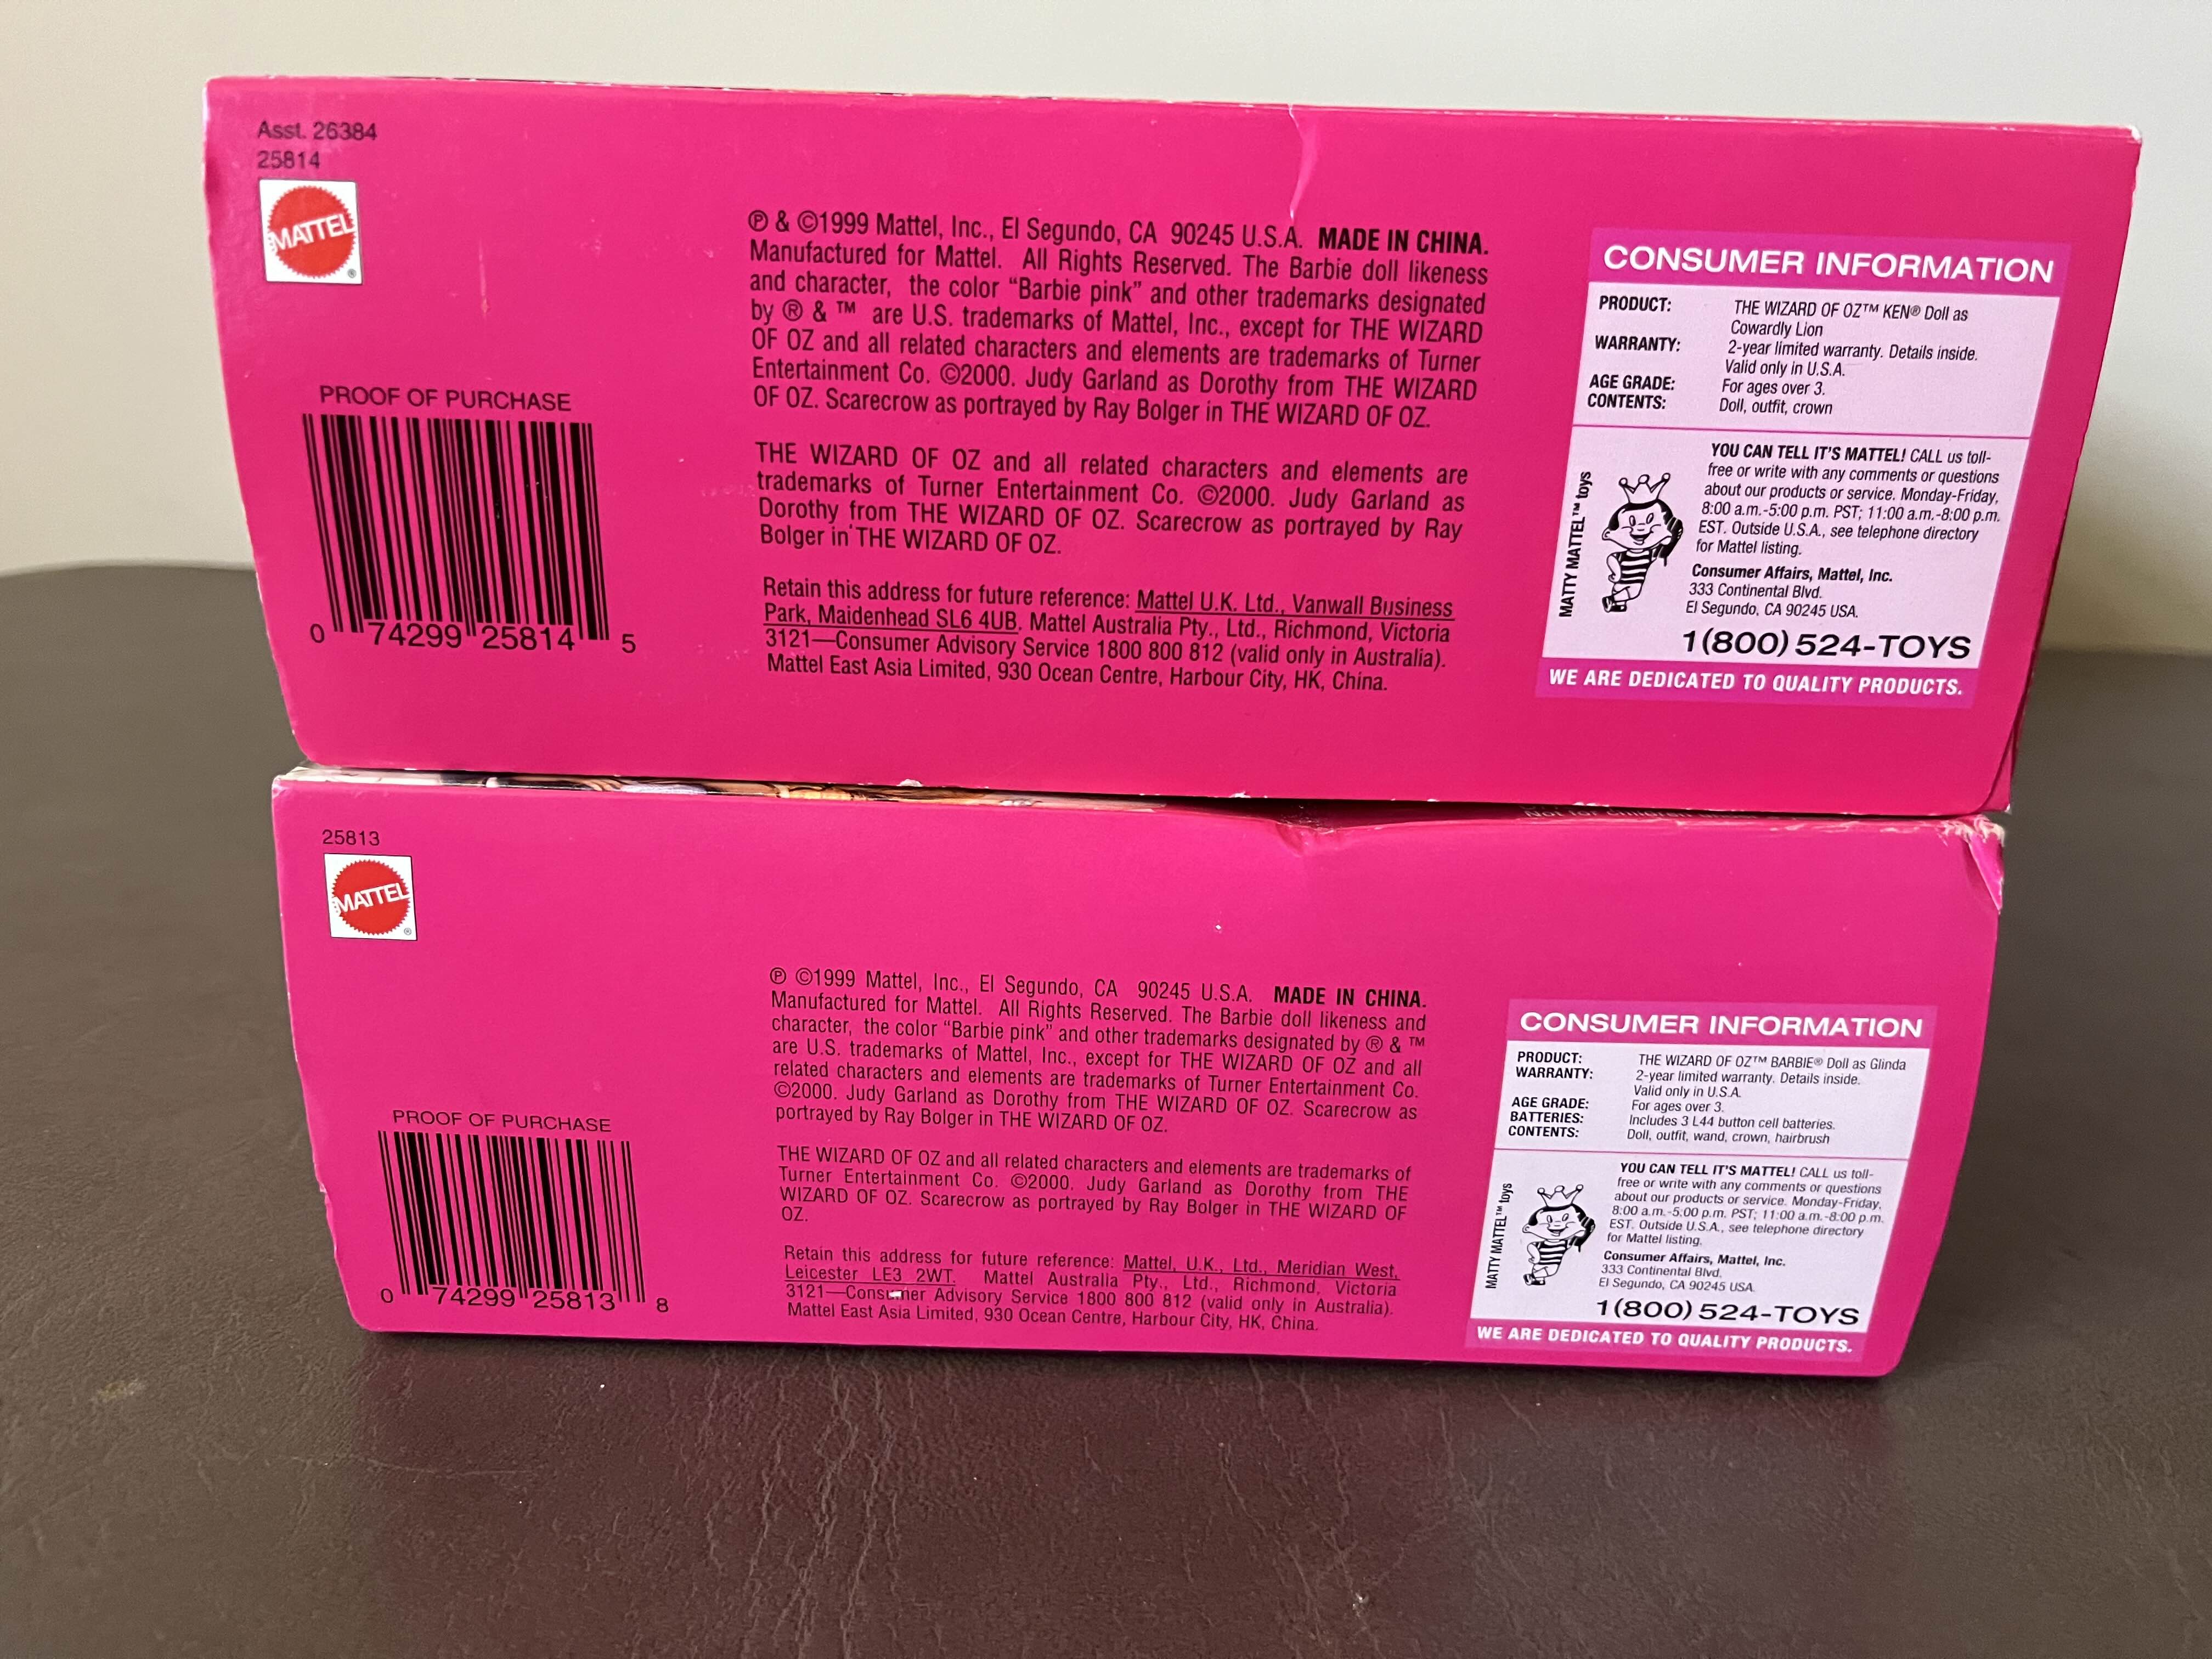 Asst. 26384
25814
MATTEL
®
PROOF OF PURCHASE
0 74299 25814 5
℗ & ©1999 Mattel, Inc., El Segundo, CA 90245 U.S.A. MADE IN CHINA.
Manufactured for Mattel. All Rights Reserved. The Barbie doll likeness
and character, the color “Barbie pink” and other trademarks designated
by ® & ™ are U.S. trademarks of Mattel, Inc., except for THE WIZARD
OF OZ and all related characters and elements are trademarks of Turner
Entertainment Co. ©2000. Judy Garland as Dorothy from THE WIZARD
OF OZ. Scarecrow as portrayed by Ray Bolger in THE WIZARD OF OZ.
THE WIZARD OF OZ and all related characters and elements are
trademarks of Turner Entertainment Co. ©2000. Judy Garland as
Dorothy from THE WIZARD OF OZ. Scarecrow as portrayed by Ray
Bolger in THE WIZARD OF OZ.
Retain this address for future reference: Mattel U.K. Ltd., Vanwall Business
Park, Maidenhead SL6 4UB. Mattel Australia Pty., Ltd., Richmond, Victoria
3121—Consumer Advisory Service 1800 800 812 (valid only in Australia).
Mattel East Asia Limited, 930 Ocean Centre, Harbour City, HK, China.
CONSUMER INFORMATION
PRODUCT: THE WIZARD OF OZ™ KEN® Doll as
Cowardly Lion
WARRANTY: 2-year limited warranty. Details inside.
Valid only in U.S.A.
AGE GRADE: For ages over 3.
CONTENTS: Doll, outfit, crown
MATTY MATTEL™ toys
YOU CAN TELL IT'S MATTEL! CALL us toll-
free or write with any comments or questions
about our products or service. Monday-Friday,
8:00 a.m.-5:00 p.m. PST; 11:00 a.m.-8:00 p.m.
EST. Outside U.S.A., see telephone directory
for Mattel listing.
Consumer Affairs, Mattel, Inc.
333 Continental Blvd.
El Segundo, CA 90245 USA.
1(800) 524-TOYS
WE ARE DEDICATED TO QUALITY PRODUCTS.
Not for children
25813
MATTEL
®
PROOF OF PURCHASE
0 74299 25813 8
℗ ©1999 Mattel, Inc., El Segundo, CA 90245 U.S.A. MADE IN CHINA.
Manufactured for Mattel. All Rights Reserved. The Barbie doll likeness and
character, the color “Barbie pink” and other trademarks designated by ® & ™
are U.S. trademarks of Mattel, Inc., except for THE WIZARD OF OZ and all
related characters and elements are trademarks of Turner Entertainment Co.
©2000. Judy Garland as Dorothy from THE WIZARD OF OZ. Scarecrow as
portrayed by Ray Bolger in THE WIZARD OF OZ.
THE WIZARD OF OZ and all related characters and elements are trademarks of
Turner Entertainment Co. ©2000. Judy Garland as Dorothy from THE
WIZARD OF OZ. Scarecrow as portrayed by Ray Bolger in THE WIZARD OF
OZ.
Retain this address for future reference: Mattel, U.K., Ltd., Meridian West,
Leicester LE3 2WT. Mattel Australia Pty., Ltd., Richmond, Victoria
3121—Consumer Advisory Service 1800 800 812 (valid only in Australia).
Mattel East Asia Limited, 930 Ocean Centre, Harbour City, HK, China.
CONSUMER INFORMATION
PRODUCT: THE WIZARD OF OZ™ BARBIE® Doll as Glinda
WARRANTY: 2-year limited warranty. Details inside.
Valid only in U.S.A.
AGE GRADE: For ages over 3.
BATTERIES: Includes 3 L44 button cell batteries.
CONTENTS: Doll, outfit, wand, crown, hairbrush
MATTY MATTEL™ toys
YOU CAN TELL IT'S MATTEL! CALL us toll-
free or write with any comments or questions
about our products or service. Monday-Friday,
8:00 a.m.-5:00 p.m. PST; 11:00 a.m.-8:00 p.m.
EST. Outside U.S.A., see telephone directory
for Mattel listing.
Consumer Affairs, Mattel, Inc.
333 Continental Blvd.
El Segundo, CA 90245 USA.
1(800) 524-TOYS
WE ARE DEDICATED TO QUALITY PRODUCTS.